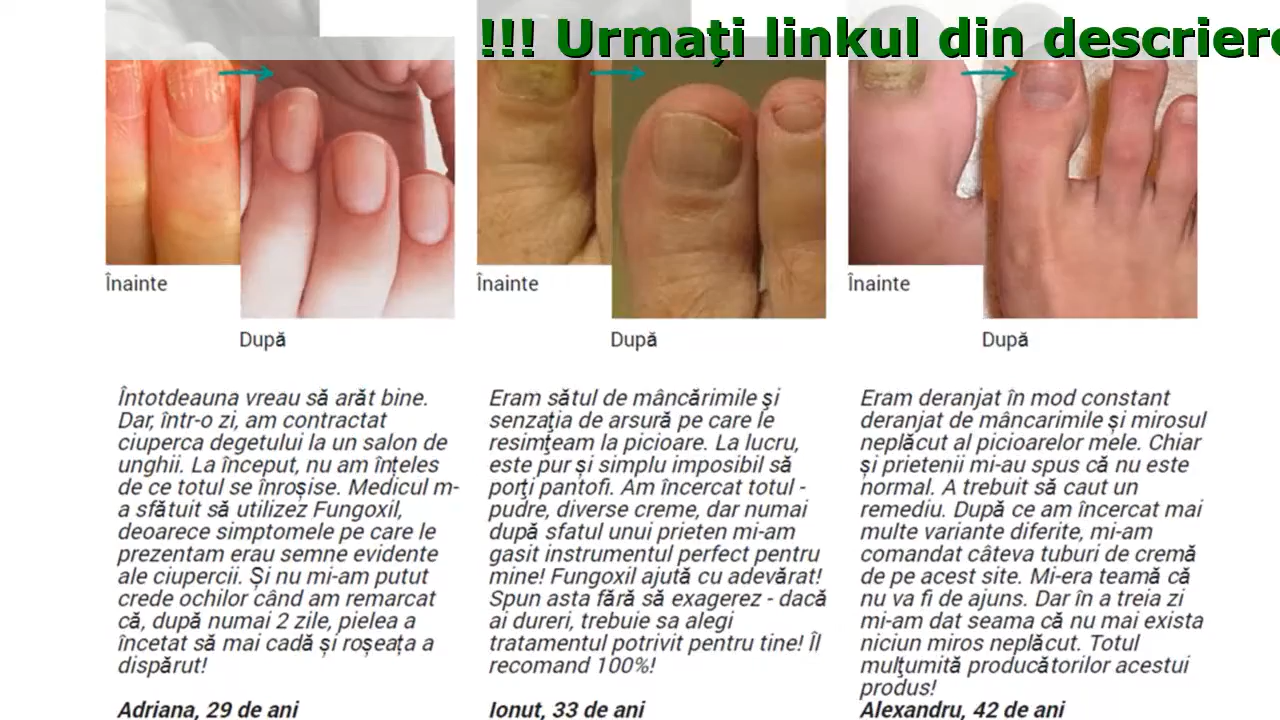 !!! Urmați linkul din descriere
Înainte
După
Înainte
După
Înainte
După
Întotdeauna vreau să arăt bine.
Dar, într-o zi, am contractat
ciuperca degetului la un salon de
unghii. La început, nu am înțeles
de ce totul se înroșise. Medicul m-
a sfătuit să utilizez Fungoxil,
deoarece simptomele pe care le
prezentam erau semne evidente
ale ciupercii. Și nu mi-am putut
crede ochilor când am remarcat
că, după numai 2 zile, pielea a
încetat să mai cadă și roșeața a
dispărut!
Adriana, 29 de ani
Eram sătul de mâncărimile şi
senzaţia de arsură pe care le
resimţeam la picioare. La lucru,
este pur și simplu imposibil să
porţi pantofi. Am încercat totul -
pudre, diverse creme, dar numai
după sfatul unui prieten mi-am
gasit instrumentul perfect pentru
mine! Fungoxil ajută cu adevărat!
Spun asta fără să exagerez - dacă
ai dureri, trebuie sa alegi
tratamentul potrivit pentru tine! Îl
recomand 100%!
Ionut, 33 de ani
Eram deranjat în mod constant
deranjat de mâncarimile și mirosul
neplăcut al picioarelor mele. Chiar
și prietenii mi-au spus că nu este
normal. A trebuit să caut un
remediu. După ce am încercat mai
multe variante diferite, mi-am
comandat câteva tuburi de cremă
de pe acest site. Mi-era teamă că
nu va fi de ajuns. Dar în a treia zi
mi-am dat seama că nu mai exista
niciun miros neplăcut. Totul
mulţumită producătorilor acestui
produs!
Alexandru, 42 de ani